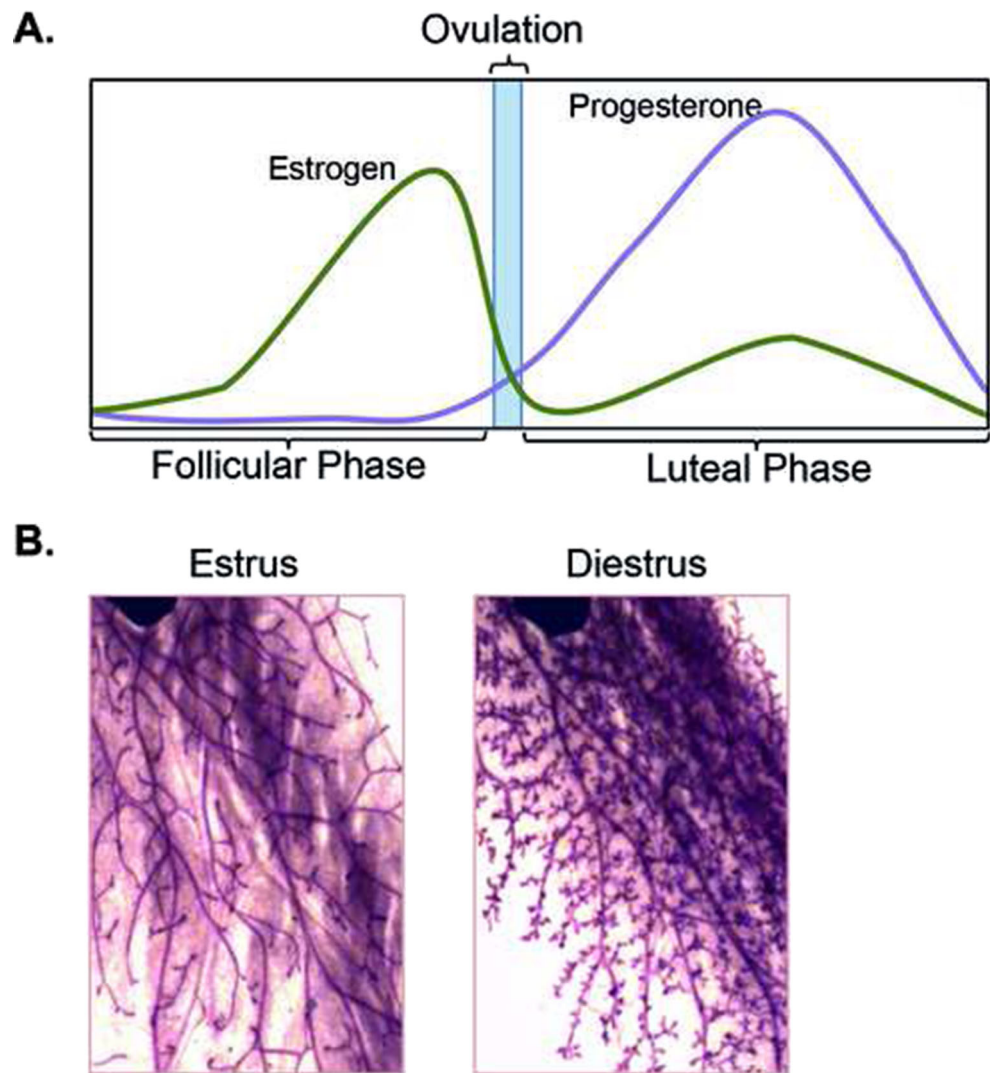 A.
Ovulation
Progesterone
Estrogen
Follicular Phase
Luteal Phase
B.
Estrus
Diestrus